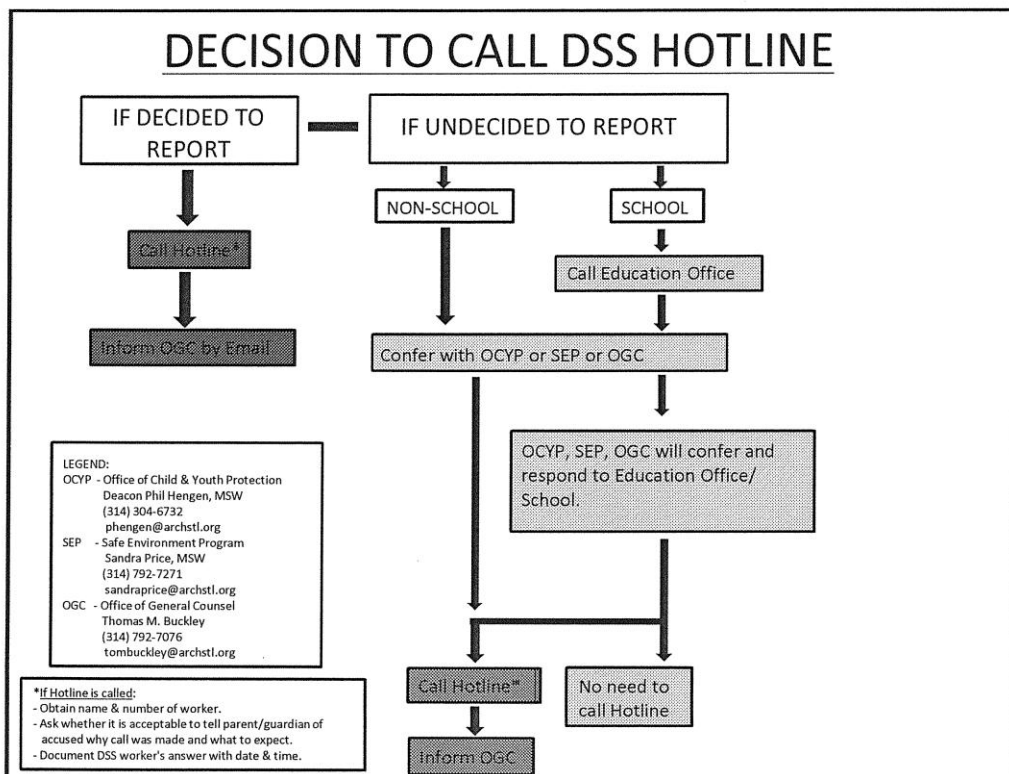 DECISION TO CALL DSS HOTLINE
IF DECIDED TO
REPORT
IF UNDECIDED TO REPORT
NON-SCHOOL
SCHOOL
Call Hotline*
Call Education Office
Inform OGC by Email
Confer with OCYP or SEP or OGC
OCYP, SEP, OGC will confer and
respond to Education Office/
School.
LEGEND:
OCYP - Office of Child & Youth Protection
Deacon Phil Hengen, MSW
(314) 304-6732
phengen@archstl.org
SEP - Safe Environment Program
Sandra Price, MSW
(314) 792-7271
sandraprice@archstl.org
OGC - Office of General Counsel
Thomas M. Buckley
(314) 792-7076
tombuckley@archstl.org
Call Hotline*
No need to
call Hotline
Inform OGC
*If Hotline is called:
- Obtain name & number of worker.
- Ask whether it is acceptable to tell parent/guardian of
accused why call was made and what to expect.
- Document DSS worker's answer with date & time.